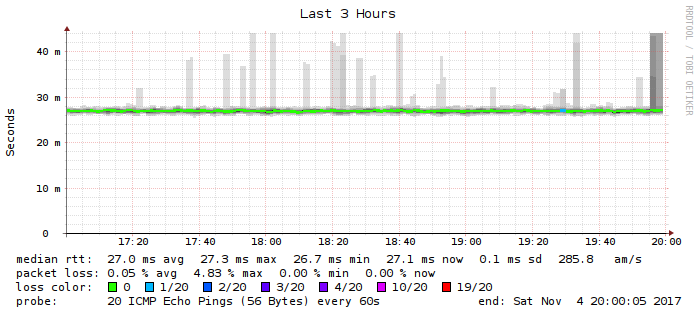 Last 3 Hours
RRDTOOL / TOBI OETIKER
Seconds
40 m
30 m
20 m
10 m
0
17:20 17:40 18:00 18:20 18:40 19:00 19:20 19:40 20:00
median rtt: 27.0 ms avg 27.3 ms max 26.7 ms min 27.1 ms now 0.1 ms sd 285.8 am/s
packet loss: 0.05 % avg 4.83 % max 0.00 % min 0.00 % now
loss color: 0 1/20 2/20 3/20 4/20 10/20 19/20
probe: 20 ICMP Echo Pings (56 Bytes) every 60s end: Sat Nov 4 20:00:05 2017